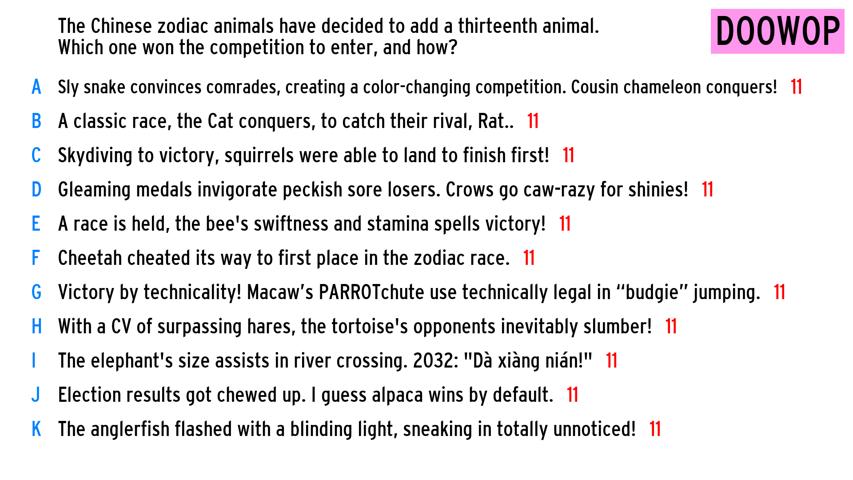 The Chinese zodiac animals have decided to add a thirteenth animal.
Which one won the competition to enter, and how?
DOOWOP
A Sly snake convinces comrades, creating a color-changing competition. Cousin chameleon conquers! 11
B A classic race, the Cat conquers, to catch their rival, Rat.. 11
C Skydiving to victory, squirrels were able to land to finish first! 11
D Gleaming medals invigorate peckish sore losers. Crows go caw-razy for shinies! 11
E A race is held, the bee's swiftness and stamina spells victory! 11
F Cheetah cheated its way to first place in the zodiac race. 11
G Victory by technicality! Macaw’s PARROTchute use technically legal in “budgie” jumping. 11
H With a CV of surpassing hares, the tortoise's opponents inevitably slumber! 11
I The elephant's size assists in river crossing. 2032: "Dà xiàng nián!" 11
J Election results got chewed up. I guess alpaca wins by default. 11
K The anglerfish flashed with a blinding light, sneaking in totally unnoticed! 11